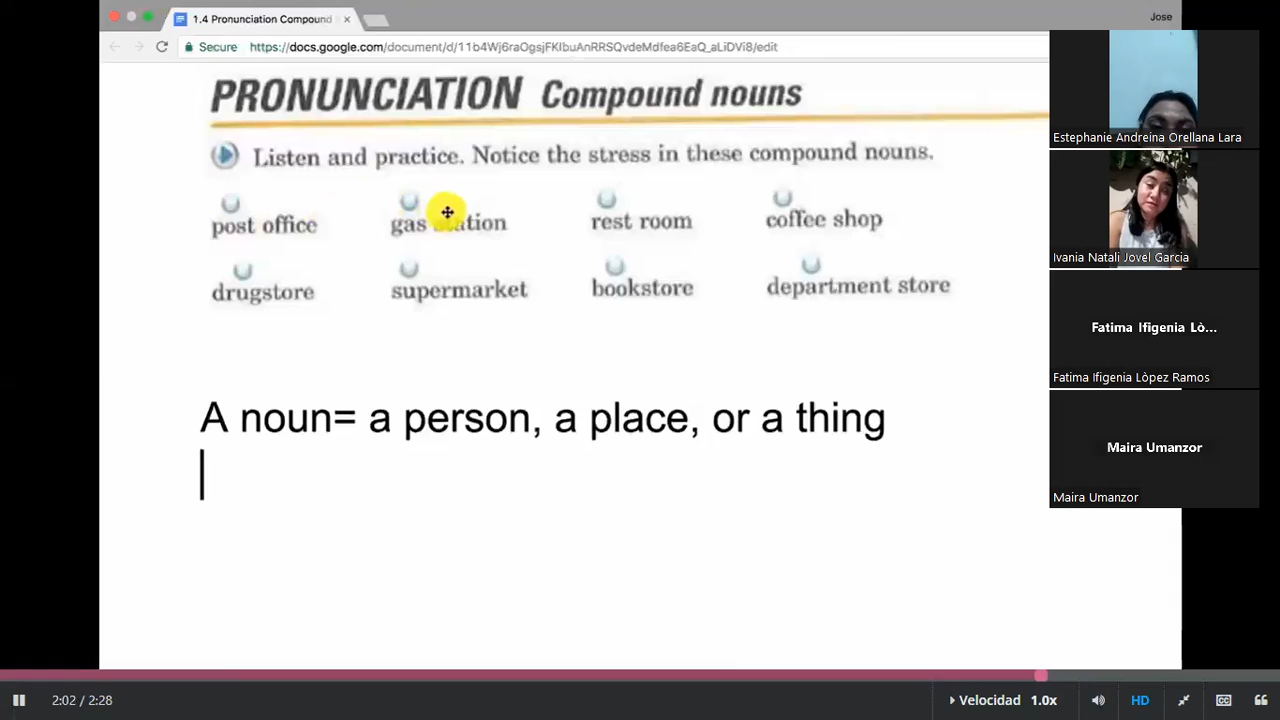 1.4 Pronunciation Compound
Jose
Secure https://docs.google.com/document/d/11b4Wj6raOgsjFKIbuAnRRSQvdeMdfea6EaQ_aLiDVi8/edit
PRONUNCIATION Compound nouns
Listen and practice. Notice the stress in these compound nouns.
post office gas station rest room coffee shop
drugstore supermarket bookstore department store
A noun= a person, a place, or a thing
Estephanie Andreina Orellana Lara
Ivania Natali Jovel Garcia
Fatima Ifigenia Lò...
Fatima Ifigenia Lòpez Ramos
Maira Umanzor
Maira Umanzor
2:02 / 2:28
Velocidad 1.0x
HD
CC